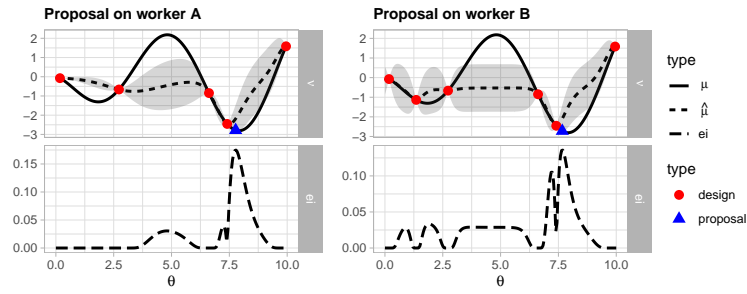 Proposal on worker A
2
1
0
−1
−2
−3
v
0.15
0.10
0.05
0.00
ei
0.0
2.5
5.0
7.5
10.0
θ
Proposal on worker B
2
1
0
−1
−2
−3
v
0.10
0.05
0.00
ei
0.0
2.5
5.0
7.5
10.0
θ
type
μ
μ̂
ei
type
design
proposal